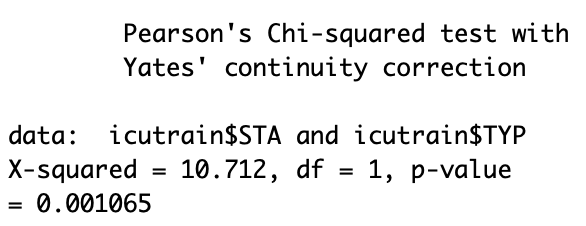 Pearson's Chi-squared test with
Yates' continuity correction
data:  icutrain$STA and icutrain$TYP
X-squared = 10.712, df = 1, p-value
= 0.001065